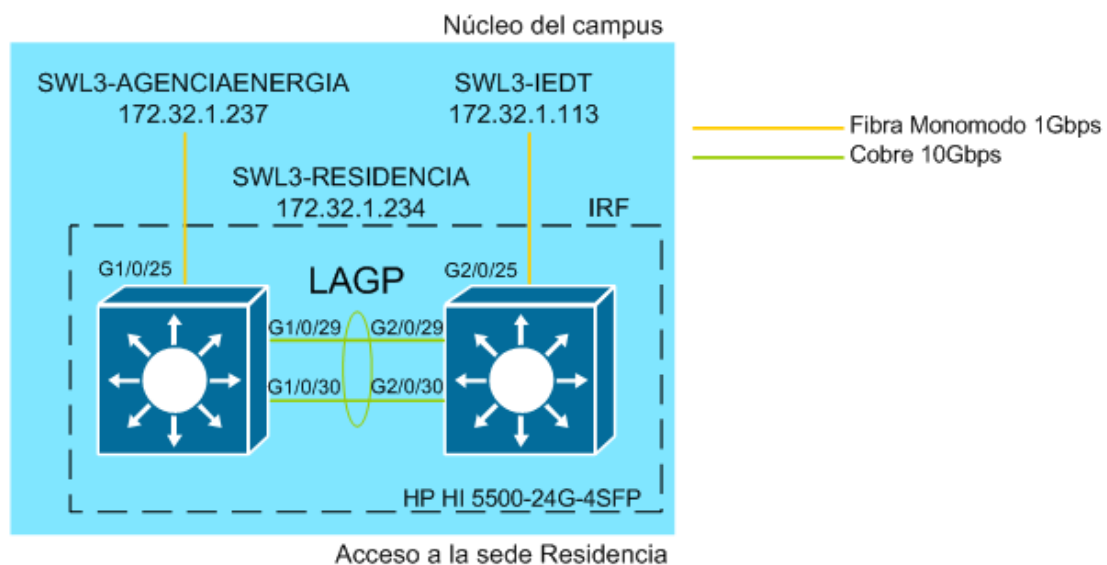 Núcleo del campus
SWL3-AGENCIAENERGIA
172.32.1.237
SWL3-IEDT
172.32.1.113
Fibra Monomodo 1Gbps
Cobre 10Gbps
SWL3-RESIDENCIA
172.32.1.234
IRF
G1/0/25
LAGP
G2/0/25
G1/0/29
G2/0/29
G1/0/30
G2/0/30
HP HI 5500-24G-4SFP
Acceso a la sede Residencia